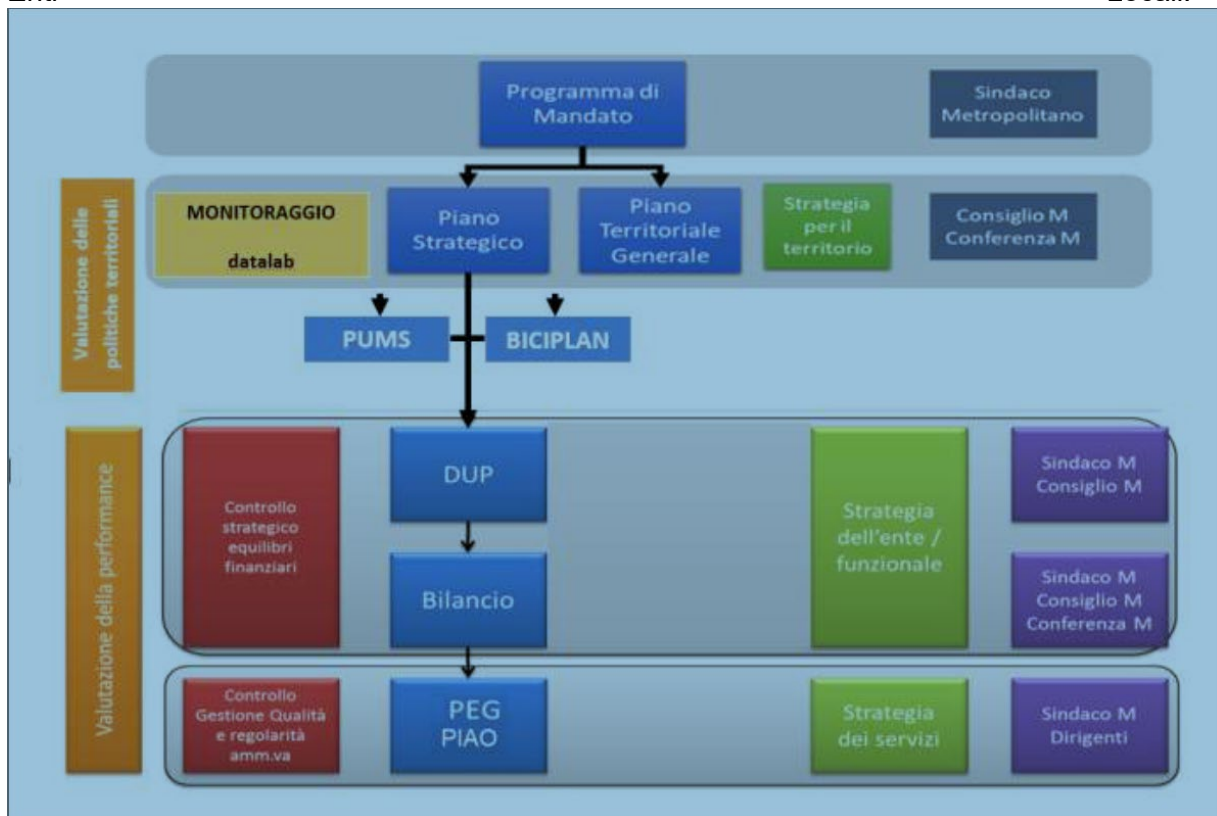 Programma di
Mandato
Sindaco
Metropolitano
Valutazione delle
politiche territoriali
MONITORAGGIO
datalab
Piano
Strategico
Piano
Territoriale
Generale
Strategia
per il
territorio
Consiglio M
Conferenza M
PUMS
BICIPLAN
Valutazione della performance
Controllo
strategico
equilibri
finanziari
DUP
Bilancio
Strategia
dell'ente /
funzionale
Sindaco M
Consiglio M
Sindaco M
Consiglio M
Conferenza M
Controllo
Gestione Qualità
e regolarità
amm.va
PEG
PIAO
Strategia
dei servizi
Sindaco M
Dirigenti